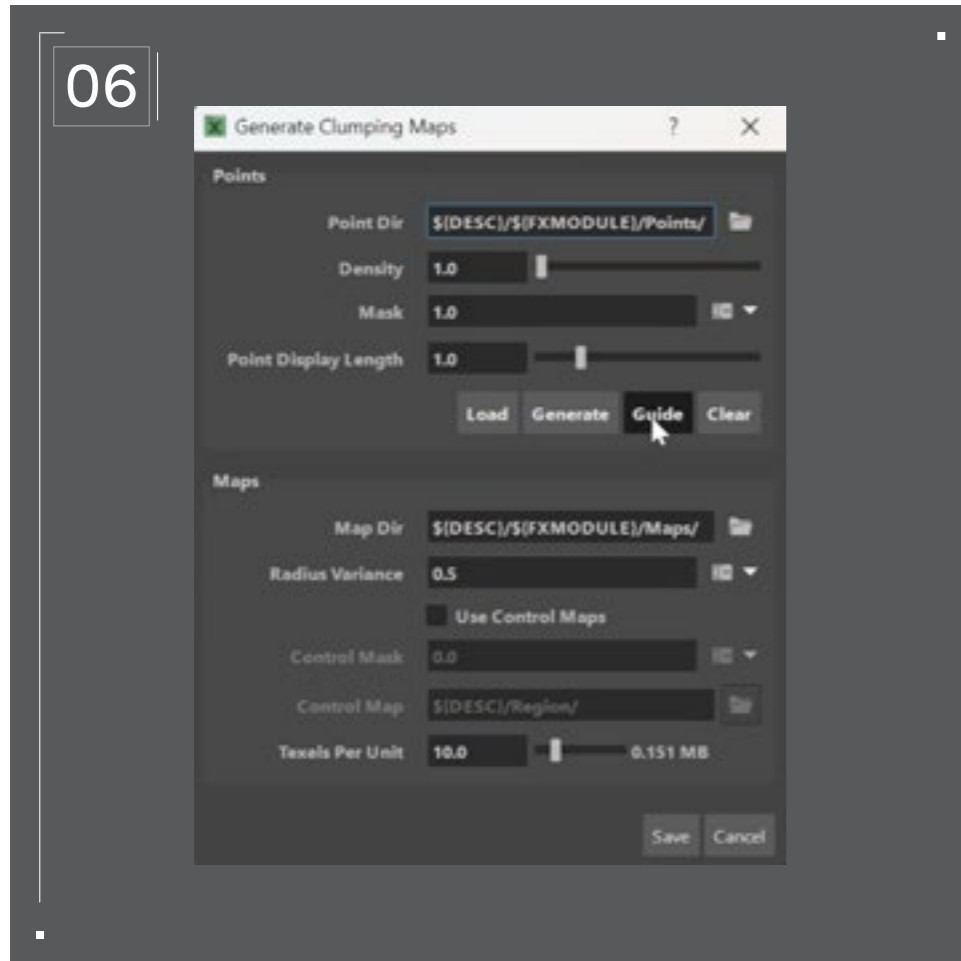 06
Generate Clumping Maps ? ×
Points
Point Dir ${DESC}/${FXMODULE}/Points/
Density 1.0
Mask 1.0
Point Display Length 1.0
Load Generate Guide Clear
Maps
Map Dir ${DESC}/${FXMODULE}/Maps/
Radius Variance 0.5
Use Control Maps
Control Mask 0.0
Control Map ${DESC}/Region/
Texels Per Unit 10.0 0.151 MB
Save Cancel